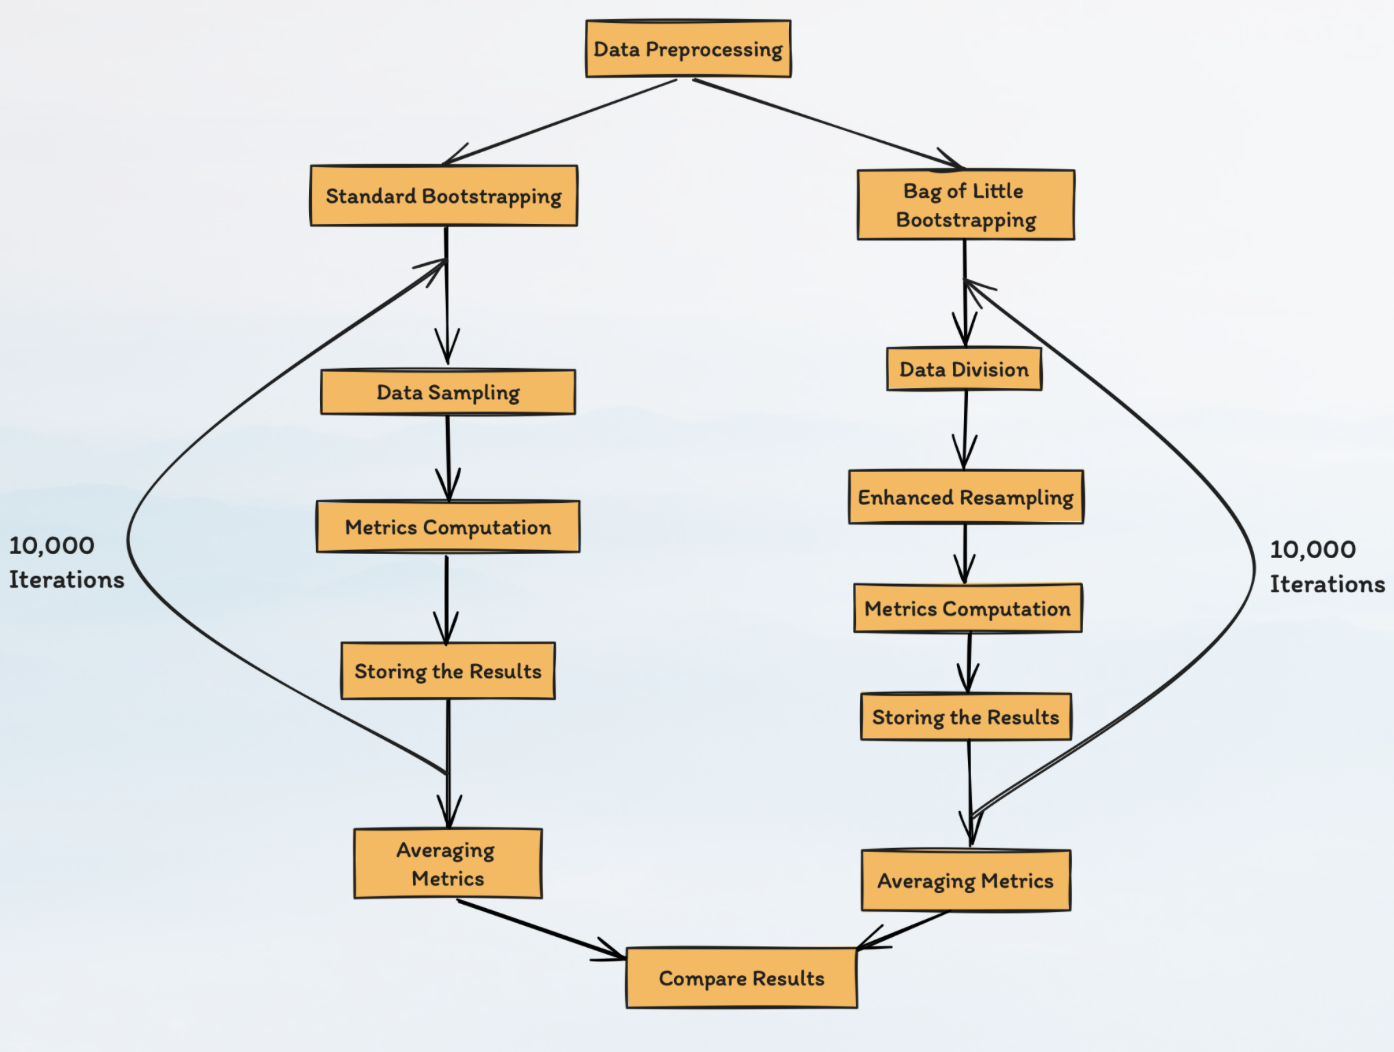 Data Preprocessing
Standard Bootstrapping
Bag of Little
Bootstrapping
Data Sampling
Data Division
Metrics Computation
Enhanced Resampling
10,000
Iterations
10,000
Iterations
Metrics Computation
Storing the Results
Storing the Results
Averaging
Metrics
Averaging Metrics
Compare Results